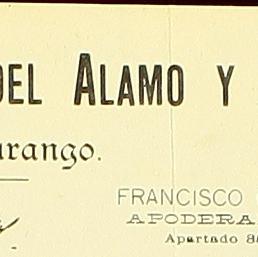 DEL ALAMO Y
urango.
FRANCISCO
APODERA
Apartado 8